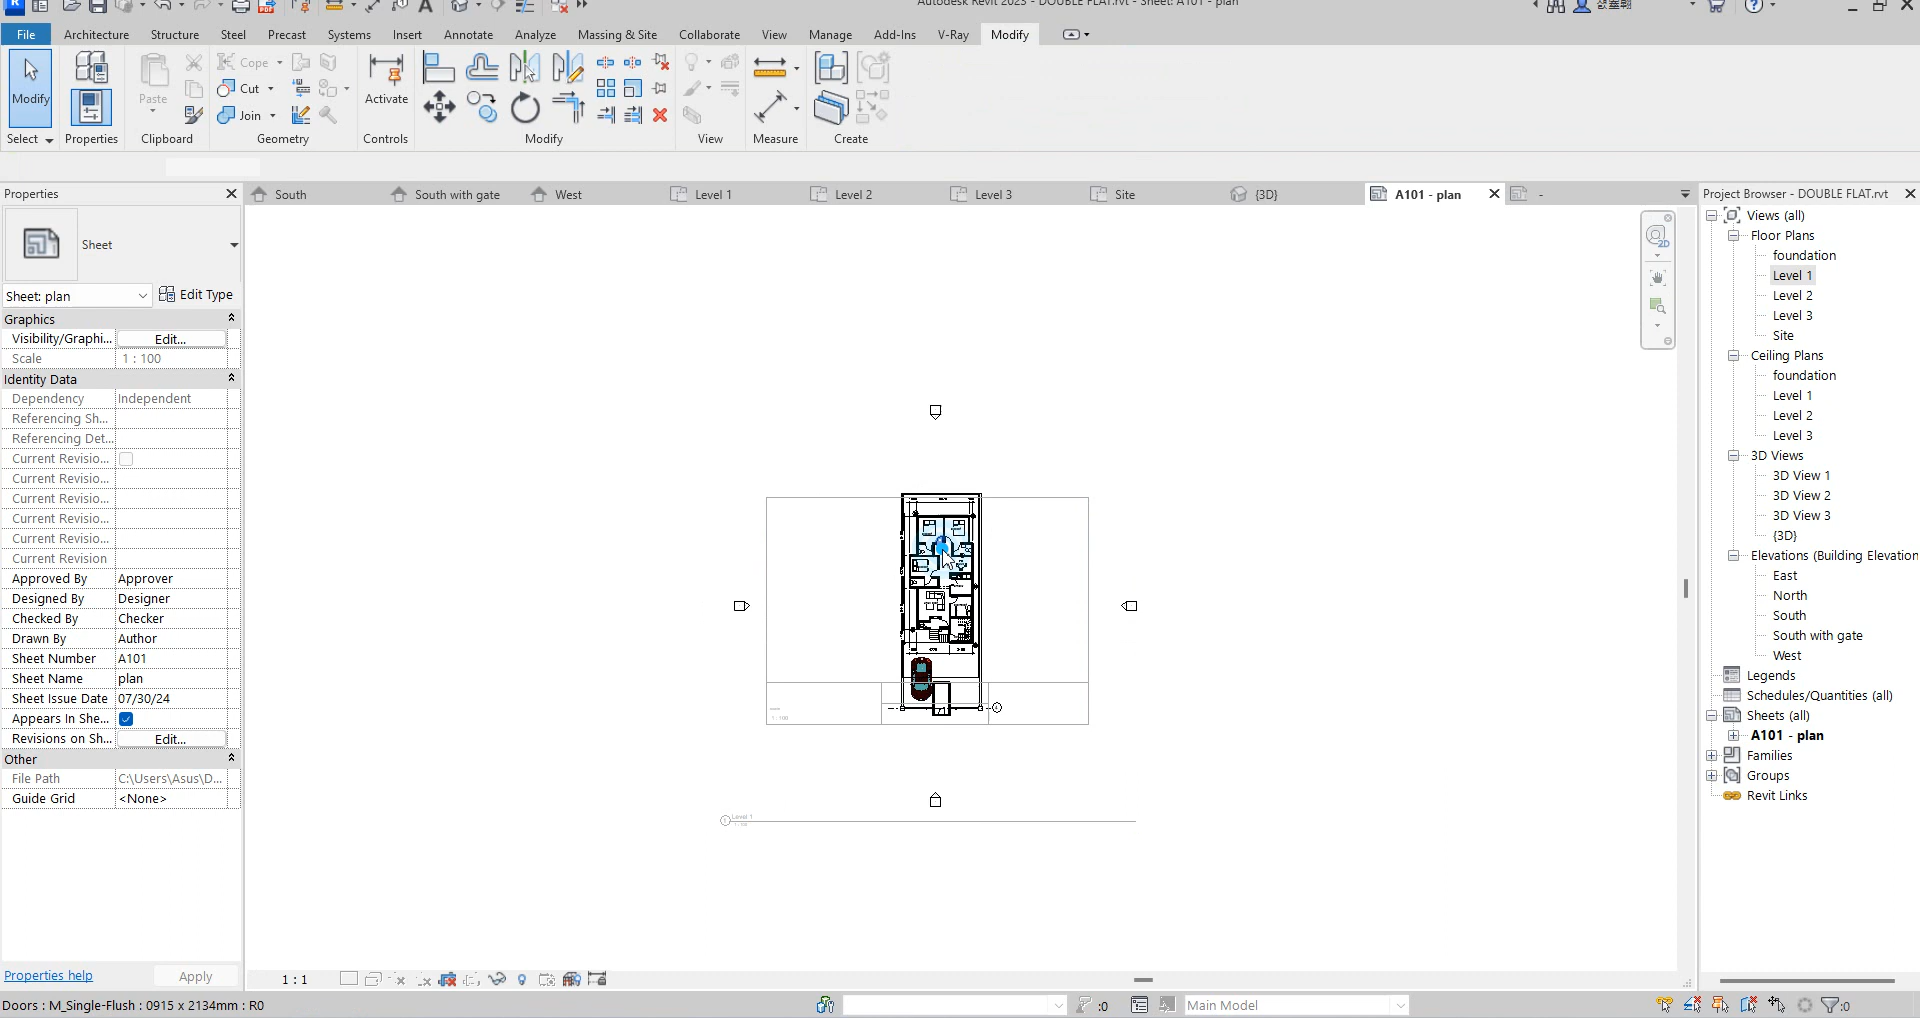 Autodesk Revit 2023 - DOUBLE FLAT.rvt - Sheet: A101 - plan
File Architecture Structure Steel Precast Systems Insert Annotate Analyze Massing & Site Collaborate View Manage Add-Ins V-Ray Modify
Modify Paste Cope Cut Join Activate
Select Properties Clipboard Geometry Controls Modify View Measure Create
Properties
South South with gate West Level 1 Level 2 Level 3 Site {3D} A101 - plan -
Project Browser - DOUBLE FLAT.rvt
Sheet
Sheet: plan Edit Type
Graphics
Visibility/Graphi... Edit...
Scale 1 : 100
Identity Data
Dependency Independent
Referencing Sh...
Referencing Det...
Current Revisio...
Current Revisio...
Current Revisio...
Current Revisio...
Current Revisio...
Current Revision
Approved By Approver
Designed By Designer
Checked By Checker
Drawn By Author
Sheet Number A101
Sheet Name plan
Sheet Issue Date 07/30/24
Appears In She...
Revisions on Sh... Edit...
Other
File Path C:\Users\Asus\D...
Guide Grid <None>
Properties help Apply
2D
1 : 100
Level 1
1 : 100
Views (all)
Floor Plans
foundation
Level 1
Level 2
Level 3
Site
Ceiling Plans
foundation
Level 1
Level 2
Level 3
3D Views
3D View 1
3D View 2
3D View 3
{3D}
Elevations (Building Elevation
East
North
South
South with gate
West
Legends
Schedules/Quantities (all)
Sheets (all)
A101 - plan
Families
Groups
Revit Links
1 : 1
Doors : M_Single-Flush : 0915 x 2134mm : R0
:0
Main Model
:0